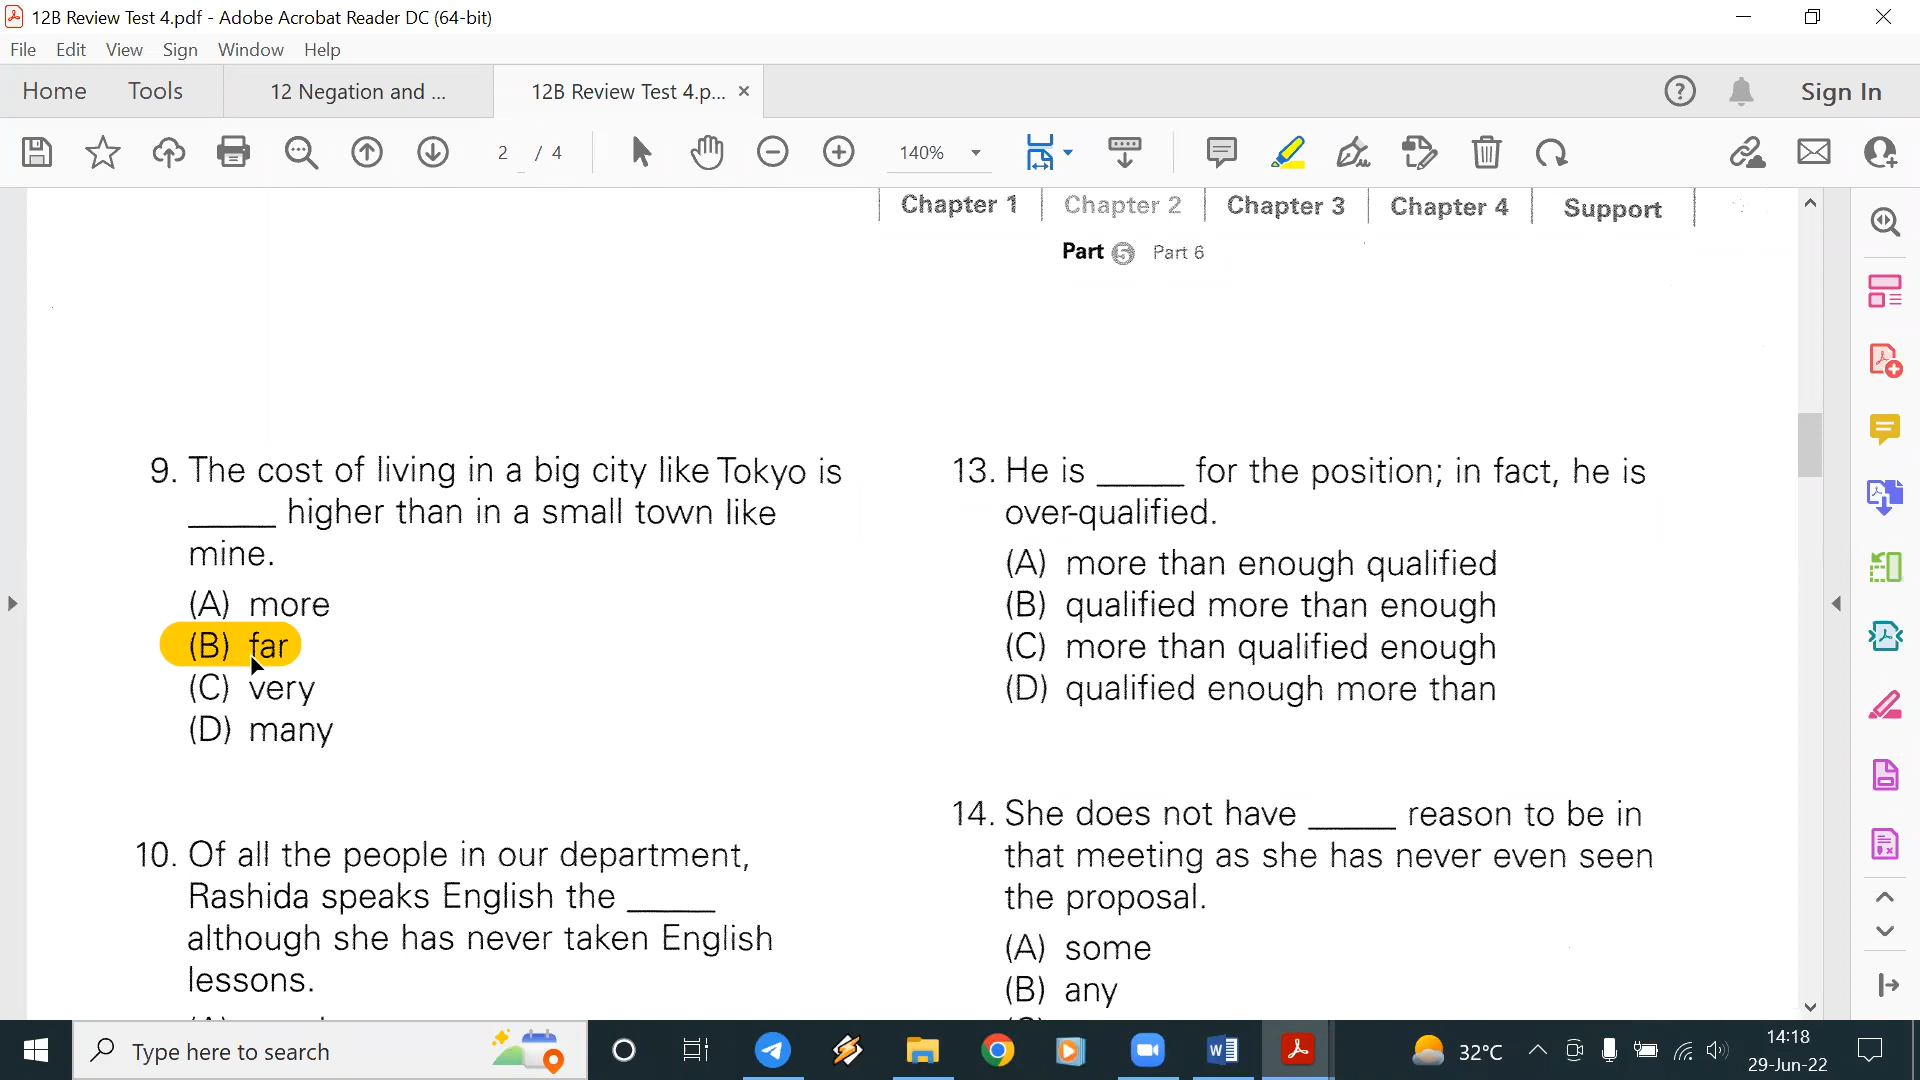 12B Review Test 4.pdf - Adobe Acrobat Reader DC (64-bit)
File Edit View Sign Window Help
Home Tools 12 Negation and ... 12B Review Test 4.p... × Sign In
2 / 4 140%
Chapter 1 Chapter 2 Chapter 3 Chapter 4 Support
Part 5 Part 6
9. The cost of living in a big city like Tokyo is
_____ higher than in a small town like
mine.
(A) more
(B) far
(C) very
(D) many
10. Of all the people in our department,
Rashida speaks English the _____
although she has never taken English
lessons.
13. He is _____ for the position; in fact, he is
over-qualified.
(A) more than enough qualified
(B) qualified more than enough
(C) more than qualified enough
(D) qualified enough more than
14. She does not have _____ reason to be in
that meeting as she has never even seen
the proposal.
(A) some
(B) any
Type here to search
32°C
14:18
29-Jun-22